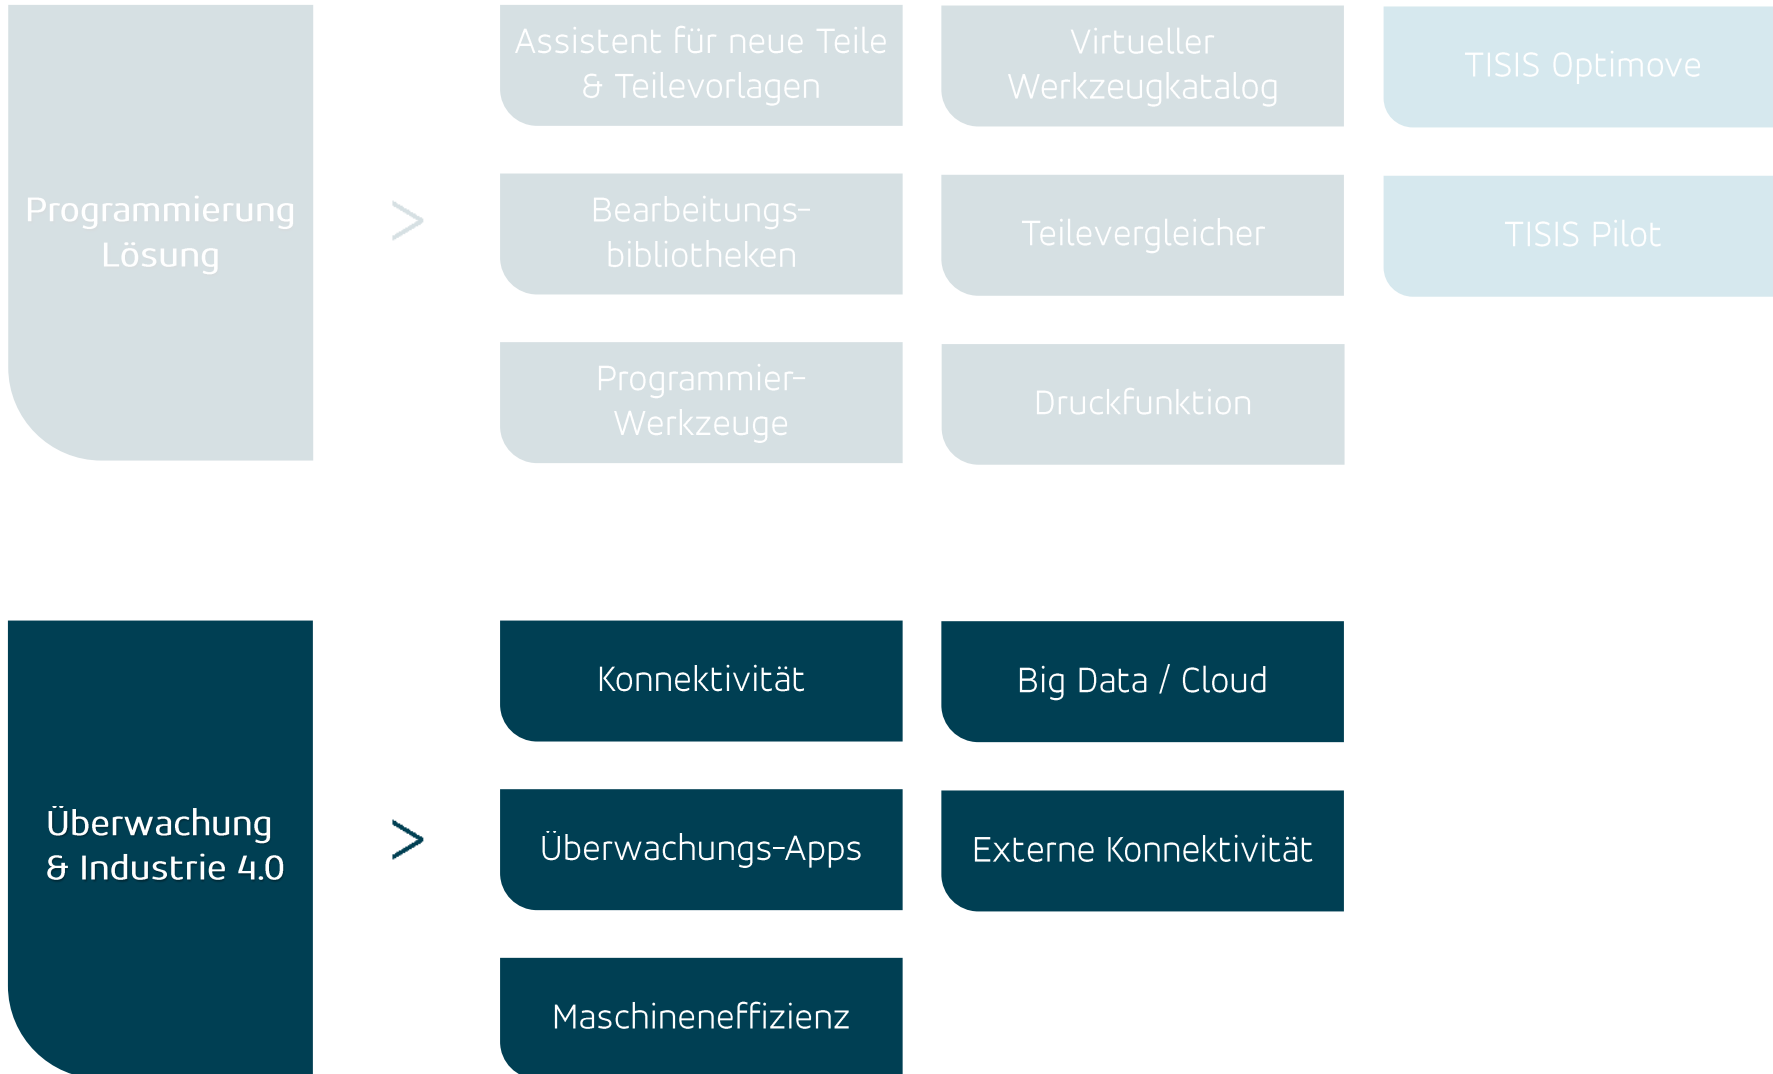 Programmierung
Lösung
>
Assistent für neue Teile
& Teilevorlagen
Virtueller
Werkzeugkatalog
TISIS Optimove
Bearbeitungs-
bibliotheken
Teilevergleicher
TISIS Pilot
Programmier-
Werkzeuge
Druckfunktion
Überwachung
& Industrie 4.0
>
Konnektivität
Big Data / Cloud
Überwachungs-Apps
Externe Konnektivität
Maschineneffizienz